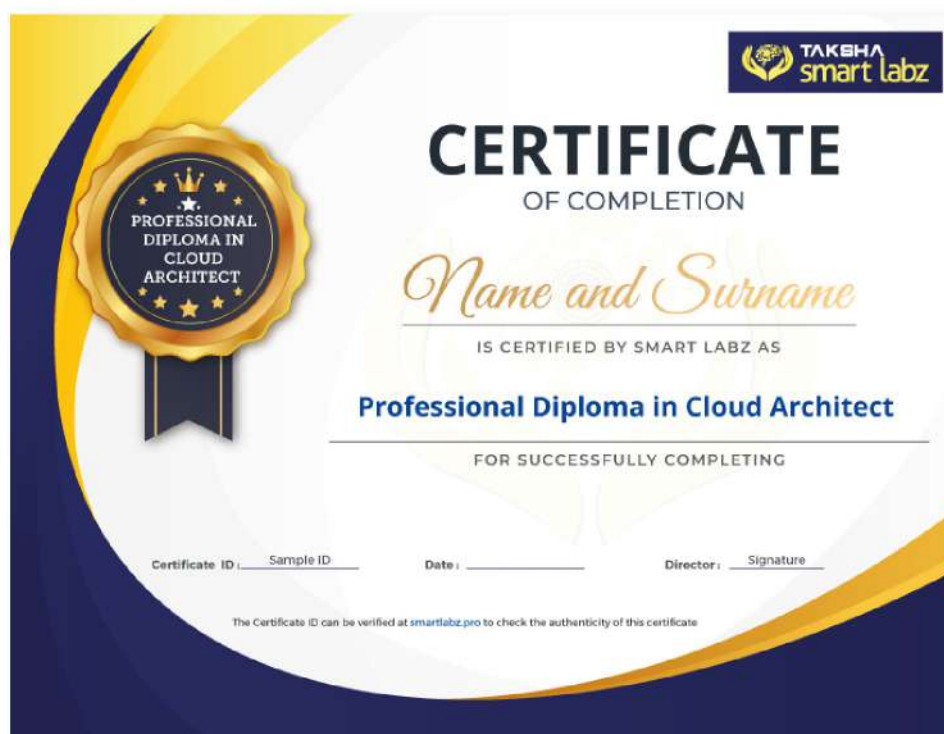 TAKSHA
smart labz
CERTIFICATE
OF COMPLETION
PROFESSIONAL
DIPLOMA IN
CLOUD
ARCHITECT
Name and Surname
IS CERTIFIED BY SMART LABZ AS
Professional Diploma in Cloud Architect
FOR SUCCESSFULLY COMPLETING
Certificate ID: Sample ID Date: Director: Signature
The Certificate ID can be verified at smartlabz.pro to check the authenticity of this certificate